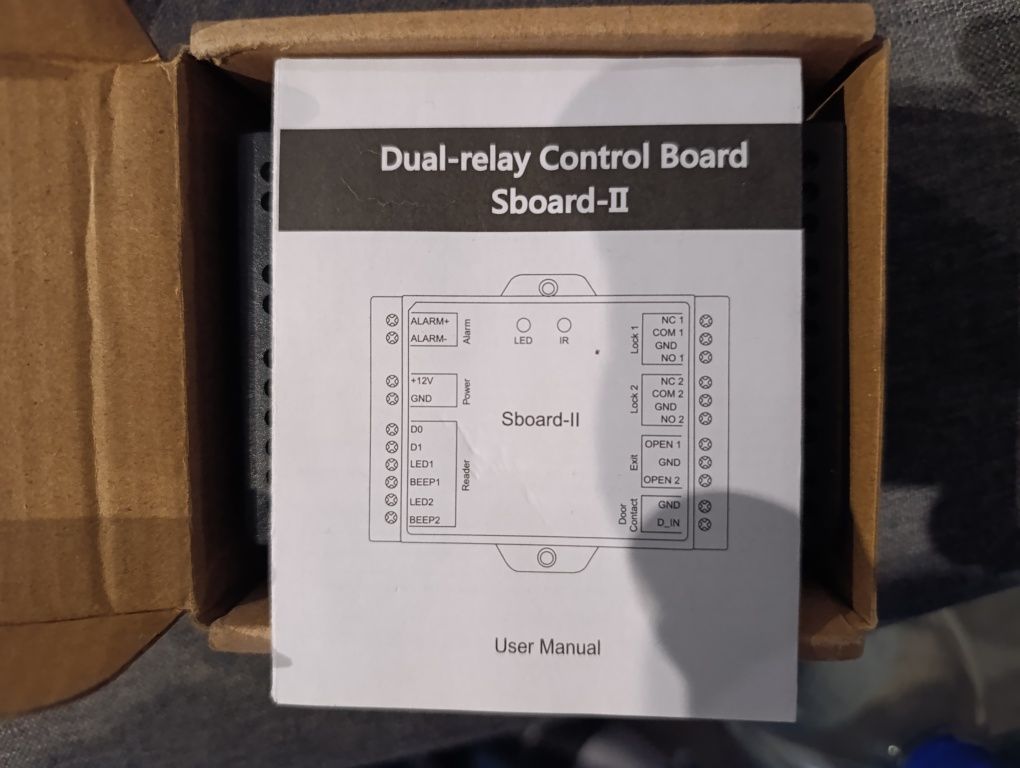 Dual-relay Control Board
Sboard-II
ALARM+
ALARM-
Alarm
+12V
GND
Power
D0
D1
LED1
BEEP1
LED2
BEEP2
Reader
LED
IR
Sboard-II
Lock 1
NC 1
COM 1
GND
NO 1
Lock 2
NC 2
COM 2
GND
NO 2
Exit
OPEN 1
GND
OPEN 2
Door
Contact
GND
D_IN
User Manual